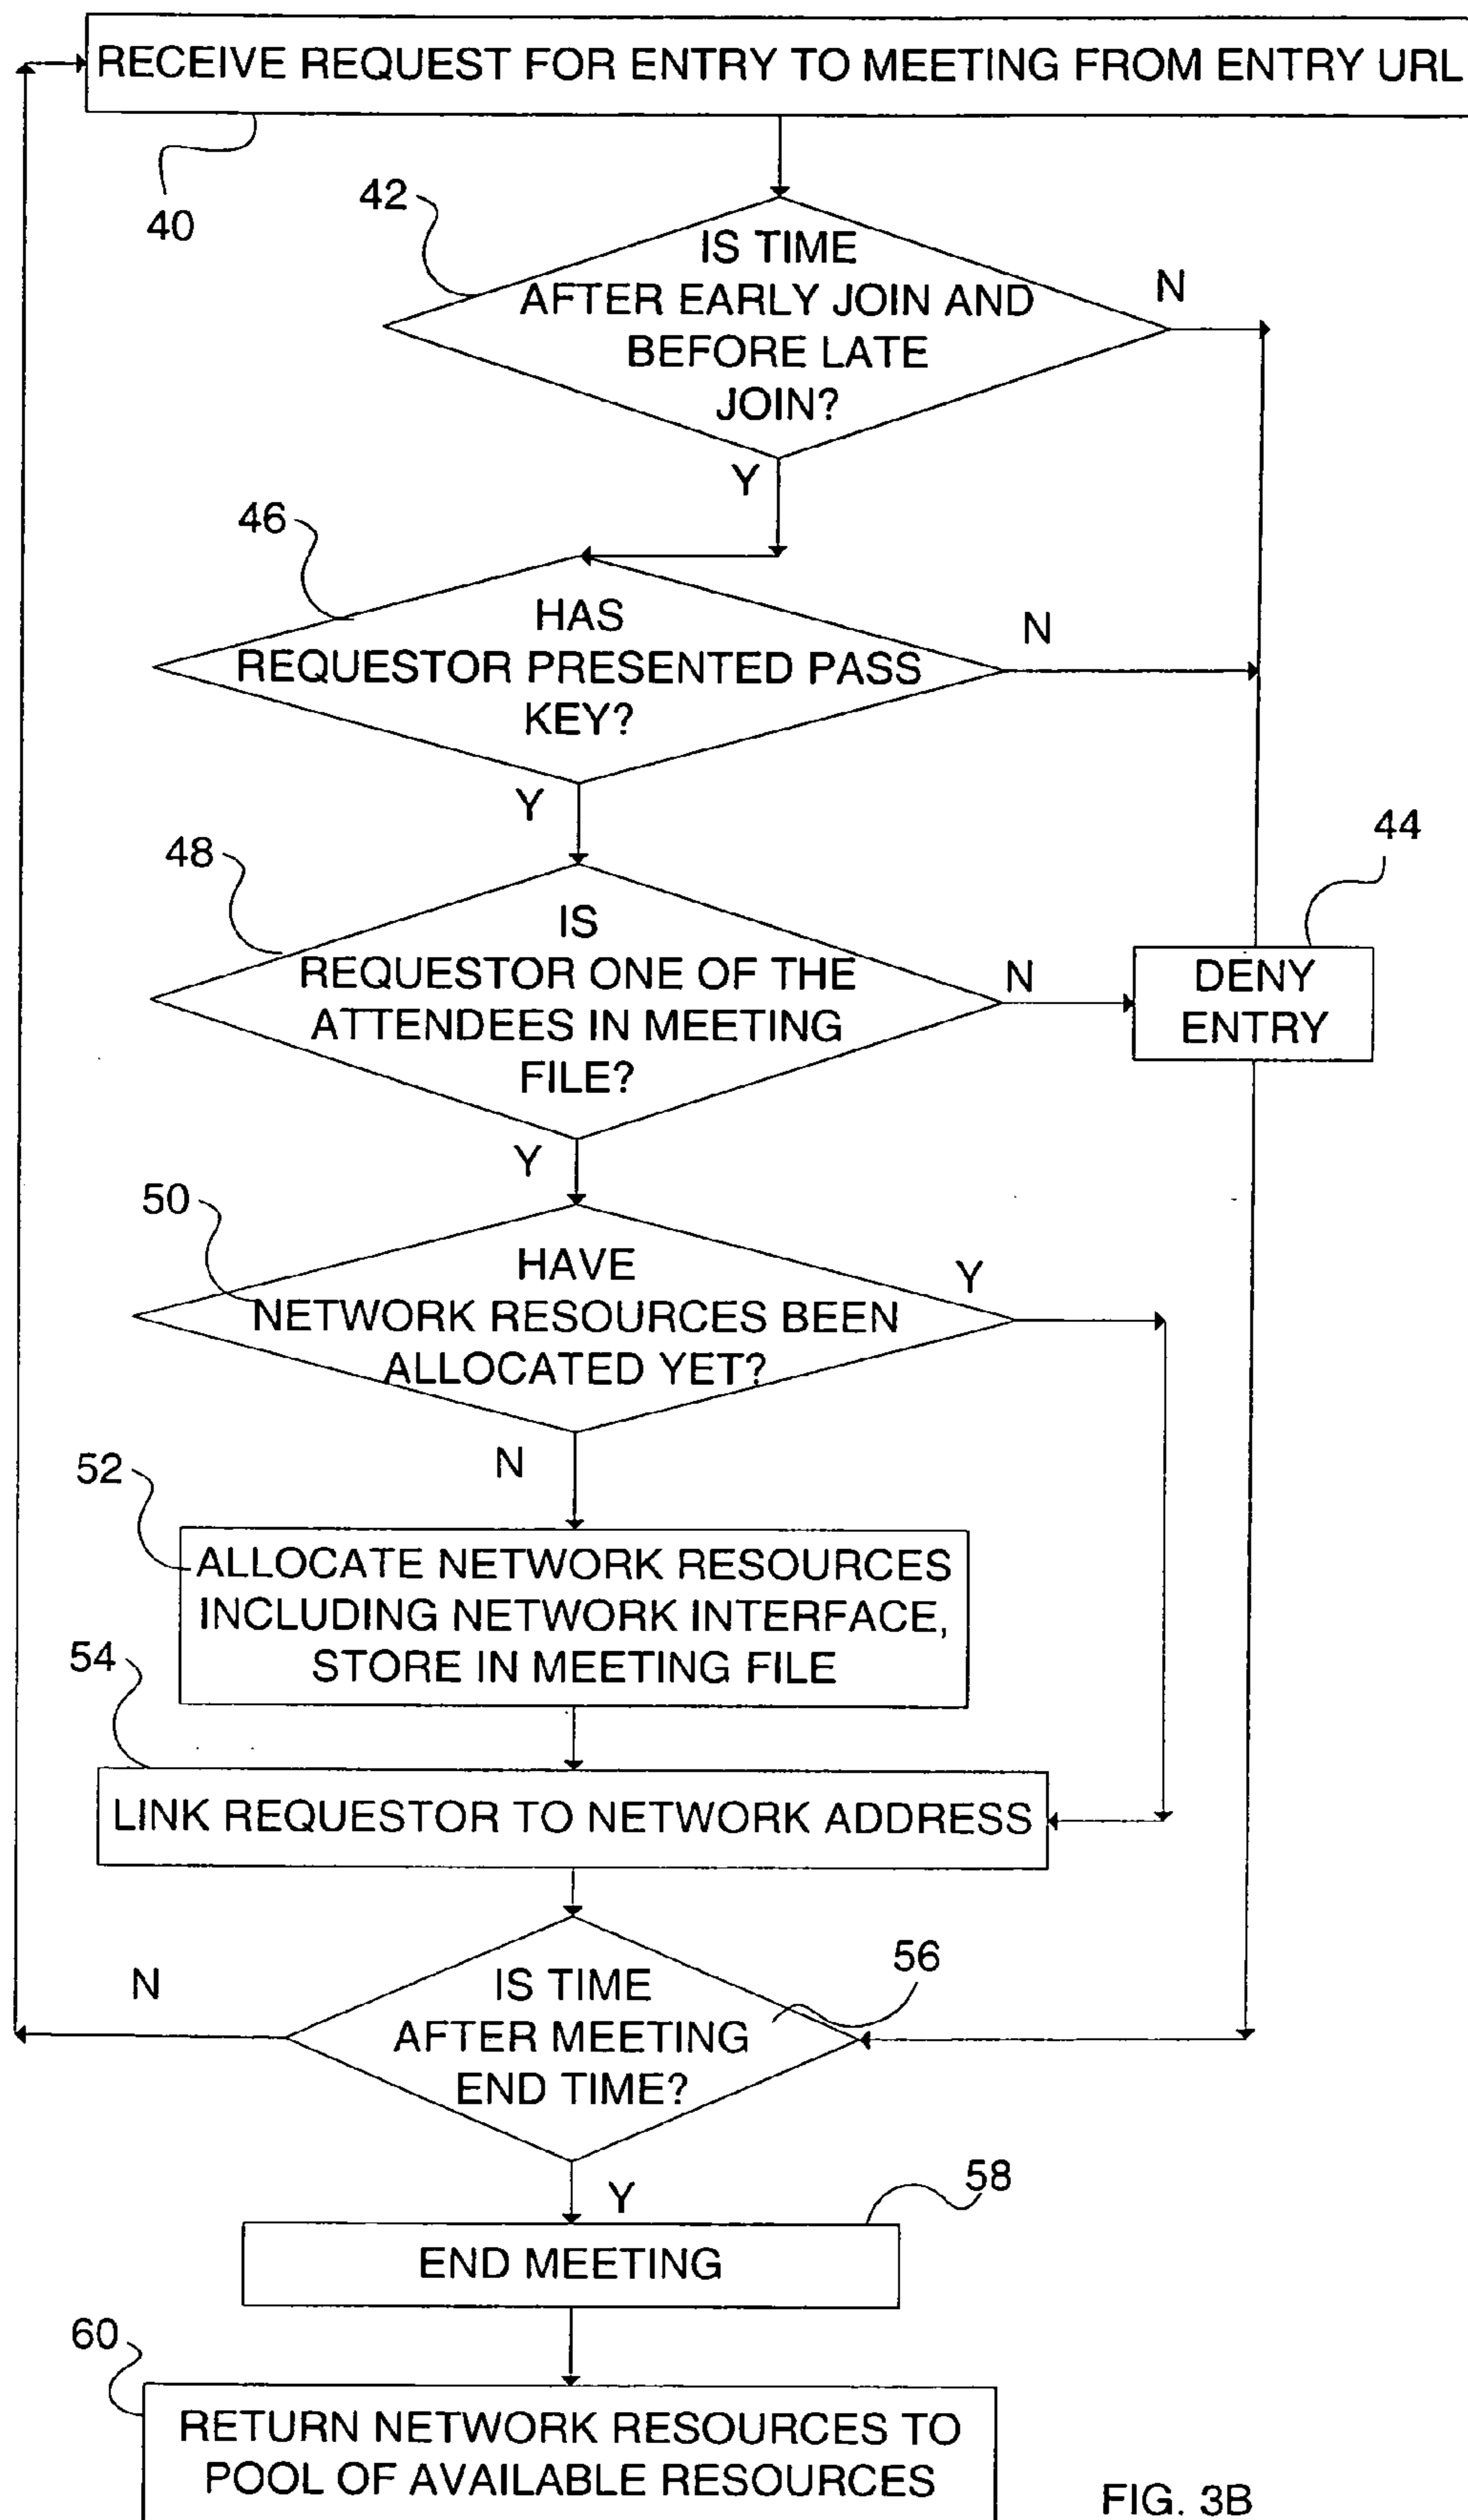 RECEIVE REQUEST FOR ENTRY TO MEETING FROM ENTRY URL
40
42
IS TIME
AFTER EARLY JOIN AND
BEFORE LATE
JOIN?
N
Y
46
HAS
REQUESTOR PRESENTED PASS
KEY?
N
Y
44
48
IS
REQUESTOR ONE OF THE
ATTENDEES IN MEETING
FILE?
N
DENY
ENTRY
Y
50
HAVE
NETWORK RESOURCES BEEN
ALLOCATED YET?
Y
N
52
ALLOCATE NETWORK RESOURCES
INCLUDING NETWORK INTERFACE,
STORE IN MEETING FILE
54
LINK REQUESTOR TO NETWORK ADDRESS
56
N
IS TIME
AFTER MEETING
END TIME?
Y
58
END MEETING
60
RETURN NETWORK RESOURCES TO
POOL OF AVAILABLE RESOURCES
FIG. 3B